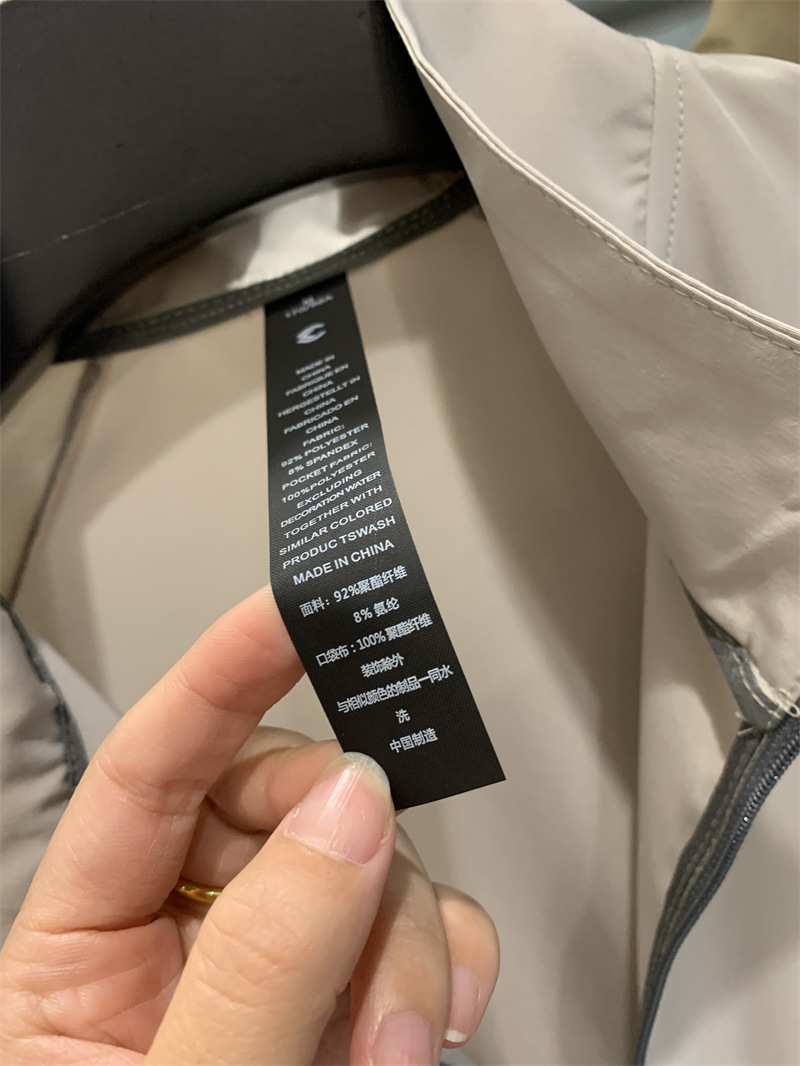 MADE IN
CHINA
FABRIQUE EN
CHINA
HERGESTELLT IN
CHINA
FABRICADO EN
CHINA
FABRIC:
92% POLYESTER
8% SPANDEX
POCKET FABRIC:
100%POLYESTER
EXCLUDING
DECORATION WATER
TOGETHER WITH
SIMILAR COLORED
PRODUC TSWASH
MADE IN CHINA
面料：92%聚酯纤维
8% 氨纶
口袋布：100% 聚酯纤维
装饰除外
与相似颜色的制品一同水
洗
中国制造